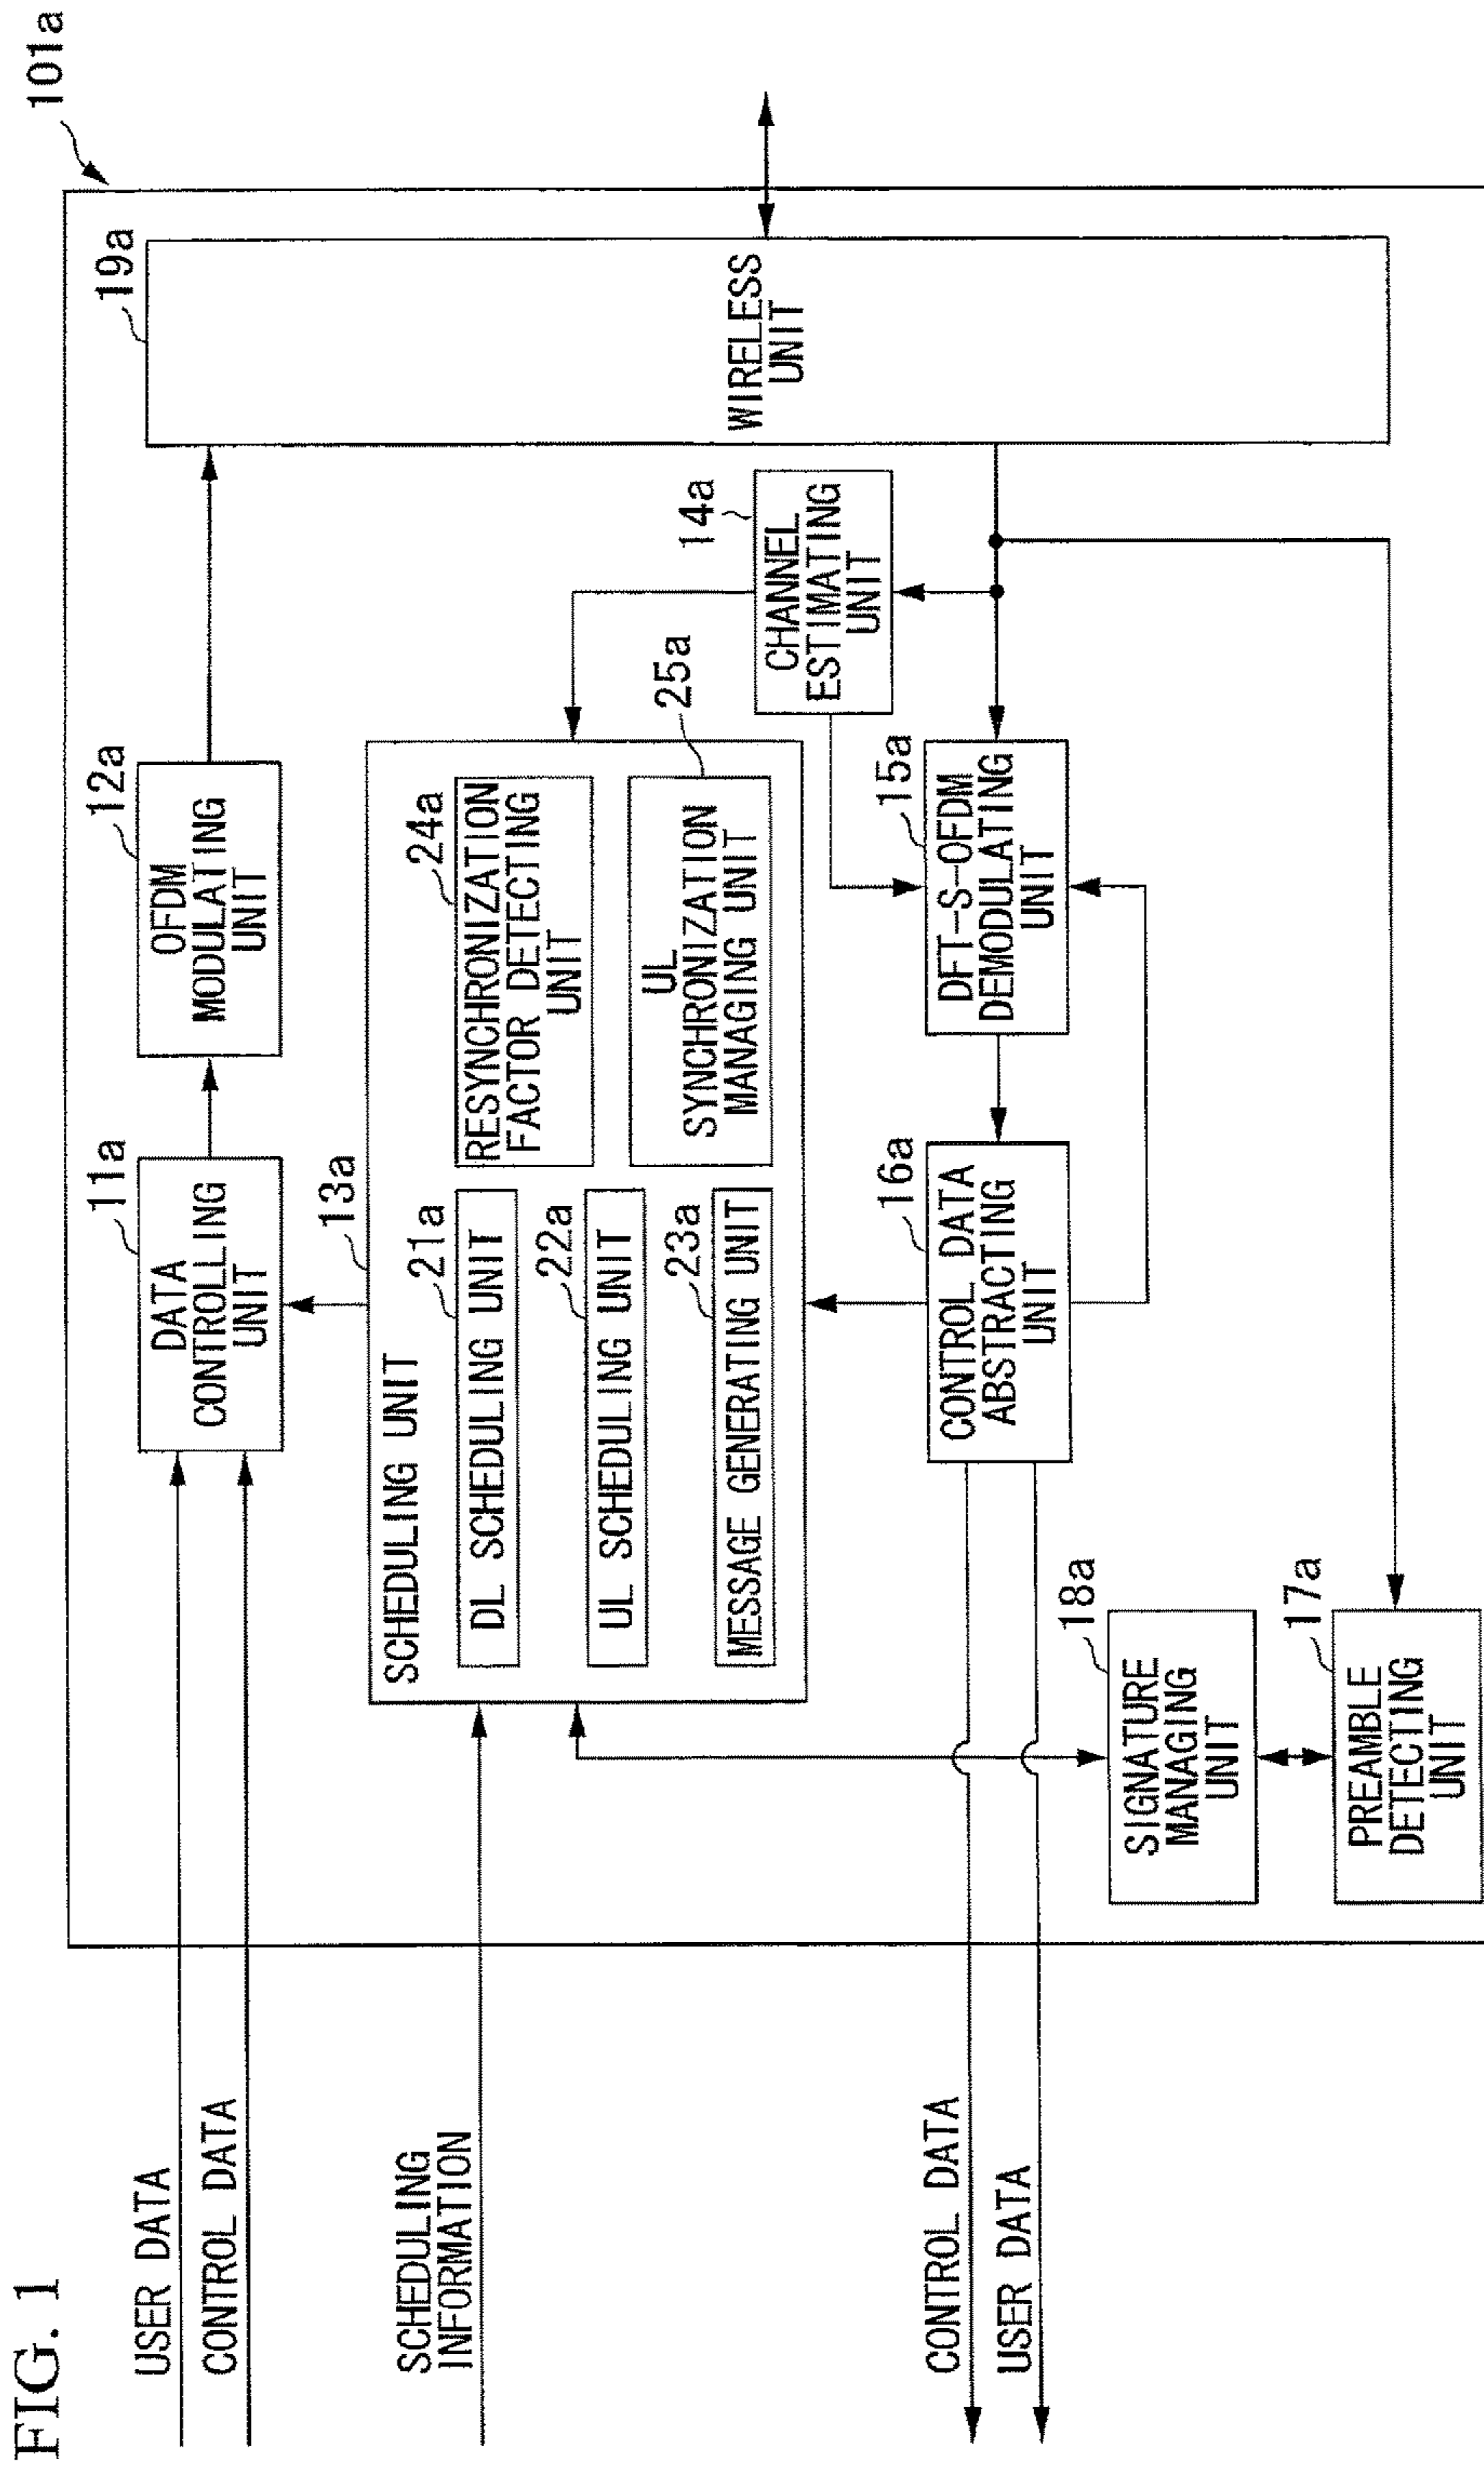 FIG. 1
101a
USER DATA
CONTROL DATA
11a
DATA
CONTROLLING
UNIT
12a
OFDM
MODULATING
UNIT
19a
WIRELESS
UNIT
SCHEDULING
INFORMATION
13a
SCHEDULING UNIT
21a
DL SCHEDULING UNIT
22a
UL SCHEDULING UNIT
23a
MESSAGE GENERATING UNIT
24a
RESYNCHRONIZATION
FACTOR DETECTING
UNIT
25a
UL
SYNCHRONIZATION
MANAGING UNIT
14a
CHANNEL
ESTIMATING
UNIT
CONTROL DATA
USER DATA
16a
CONTROL DATA
ABSTRACTING
UNIT
15a
DFT-S-OFDM
DEMODULATING
UNIT
18a
SIGNATURE
MANAGING
UNIT
17a
PREAMBLE
DETECTING
UNIT